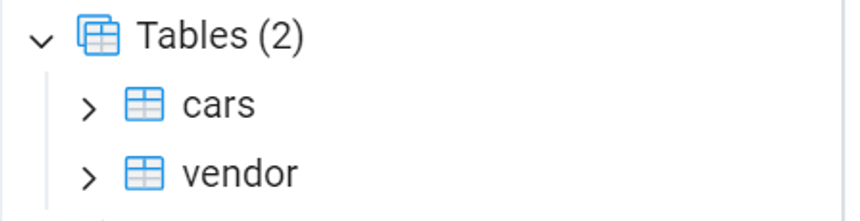 Tables (2)
cars
vendor